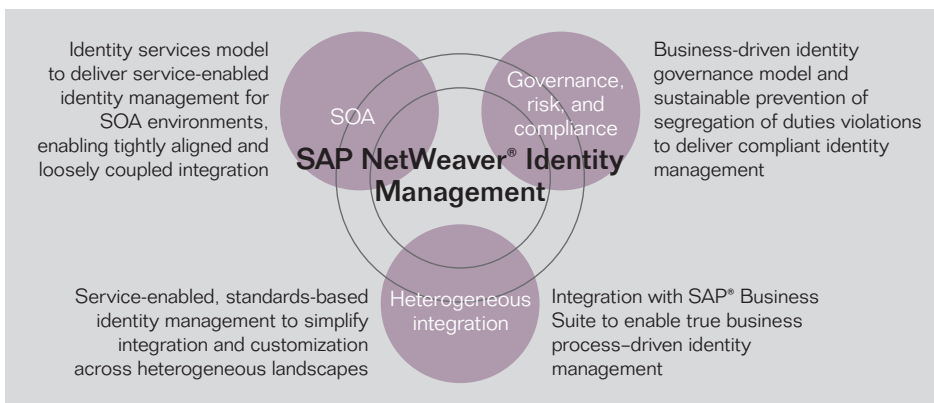 Identity services model
to deliver service-enabled
identity management for
SOA environments,
enabling tightly aligned and
loosely coupled integration
SOA
Governance,
risk, and
compliance
Business-driven identity
governance model and
sustainable prevention of
segregation of duties violations
to deliver compliant identity
management
SAP NetWeaver® Identity
Management
Service-enabled, standards-based
identity management to simplify
integration and customization
across heterogeneous landscapes
Heterogeneous
integration
Integration with SAP® Business
Suite to enable true business
process–driven identity
management